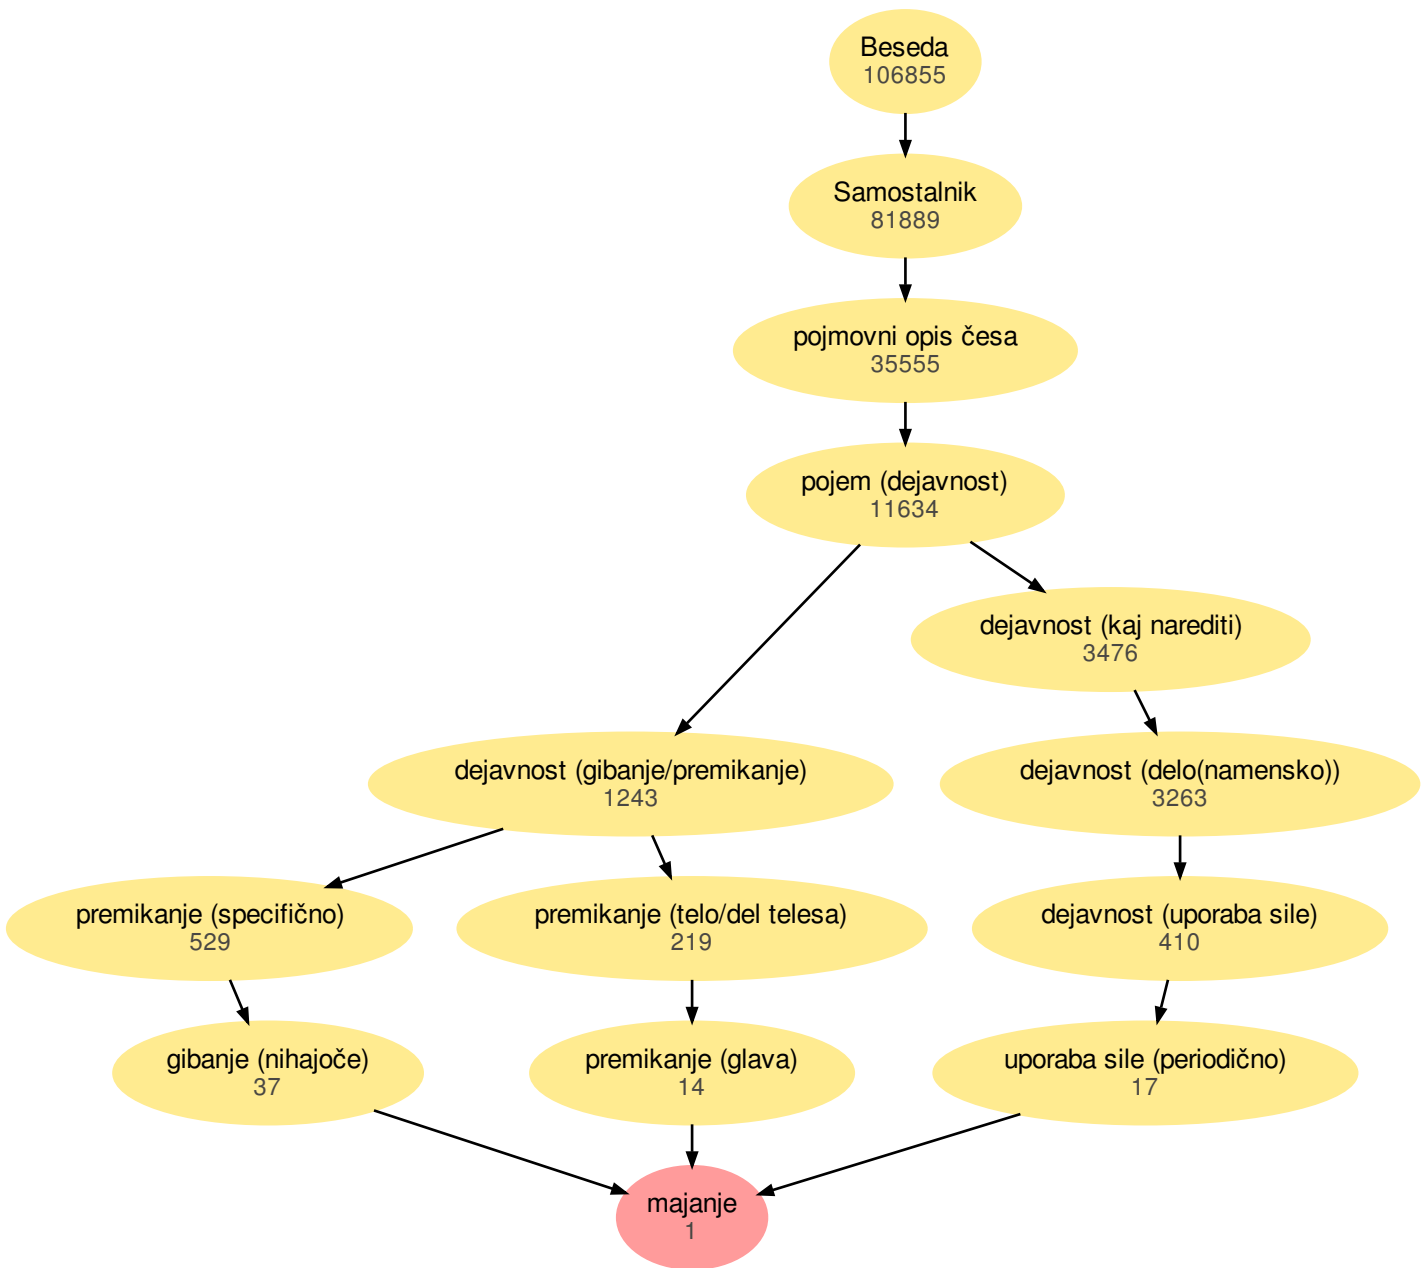 Beseda
106855
Samostalnik
81889
pojmovni opis česa
35555
pojem (dejavnost)
11634
dejavnost (kaj narediti)
3476
dejavnost (gibanje/premikanje)
1243
dejavnost (delo(namensko))
3263
premikanje (specifično)
529
premikanje (telo/del telesa)
219
dejavnost (uporaba sile)
410
gibanje (nihajoče)
37
premikanje (glava)
14
uporaba sile (periodično)
17
majanje
1